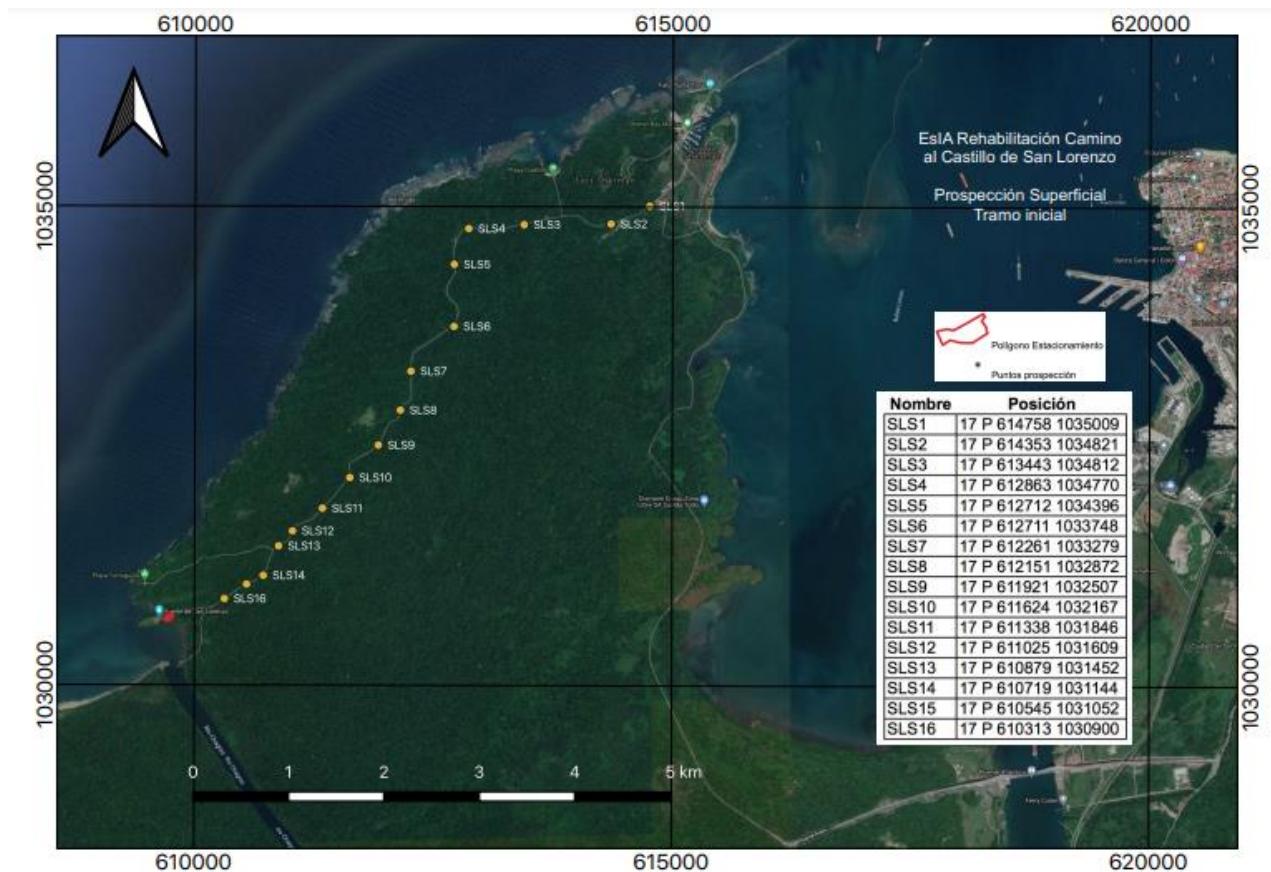 610000
615000
620000
EsIA Rehabilitación Camino
al Castillo de San Lorenzo
Prospección Superficial
Tramo inicial
1035000
1035000
SLS1
SLS2
SLS3
SLS4
SLS5
SLS6
SLS7
SLS8
SLS9
SLS10
SLS11
SLS12
SLS13
SLS14
SLS16
Polígono Estacionamiento
Puntos prospección
Nombre Posición
SLS1 17 P 614758 1035009
SLS2 17 P 614353 1034821
SLS3 17 P 613443 1034812
SLS4 17 P 612863 1034770
SLS5 17 P 612712 1034396
SLS6 17 P 612711 1033748
SLS7 17 P 612261 1033279
SLS8 17 P 612151 1032872
SLS9 17 P 611921 1032507
SLS10 17 P 611624 1032167
SLS11 17 P 611338 1031846
SLS12 17 P 611025 1031609
SLS13 17 P 610879 1031452
SLS14 17 P 610719 1031144
SLS15 17 P 610545 1031052
SLS16 17 P 610313 1030900
1030000
1030000
0 1 2 3 4 5 km
610000
615000
620000